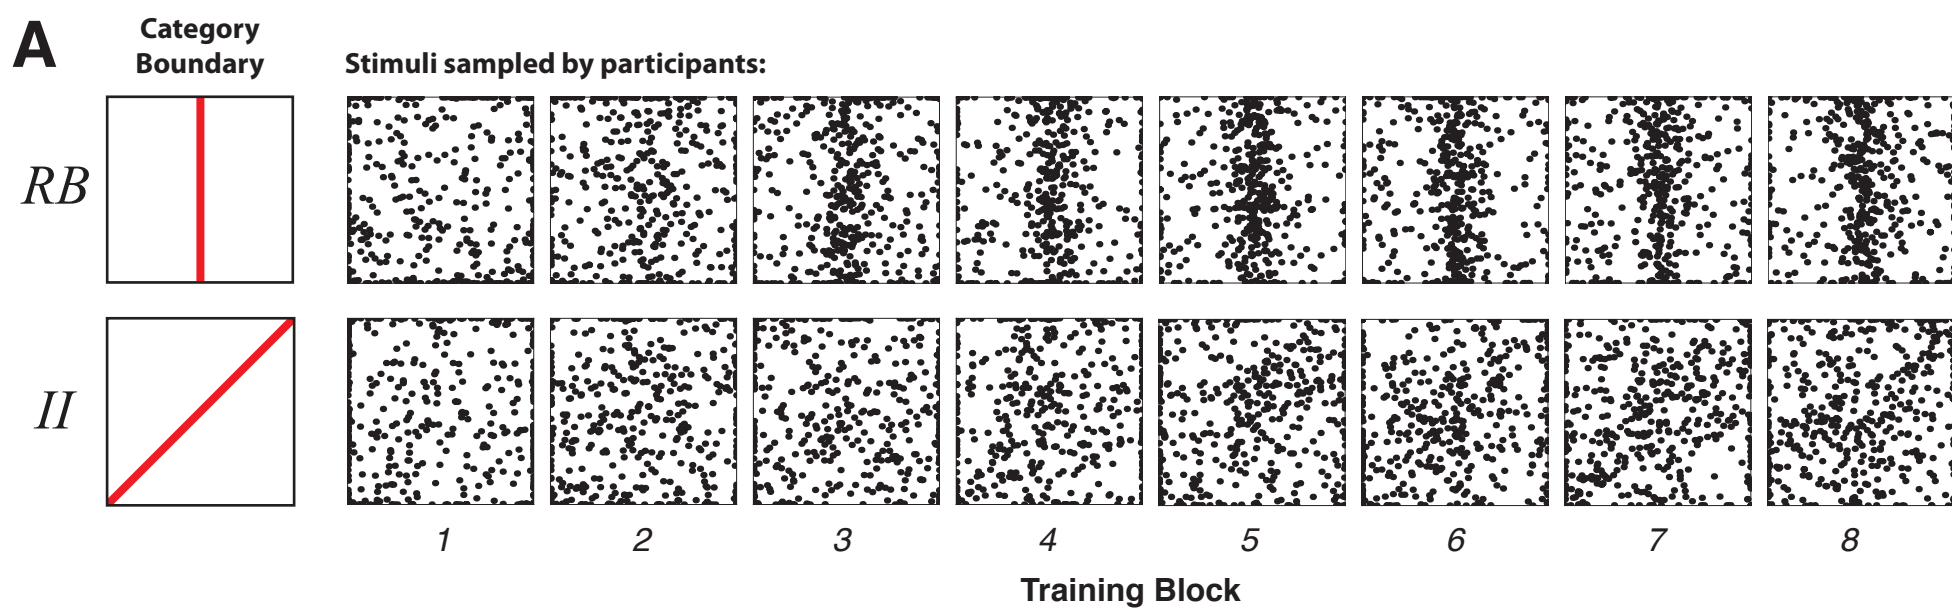 A
Category
Boundary
Stimuli sampled by participants:
RB
II
1 2 3 4 5 6 7 8
Training Block